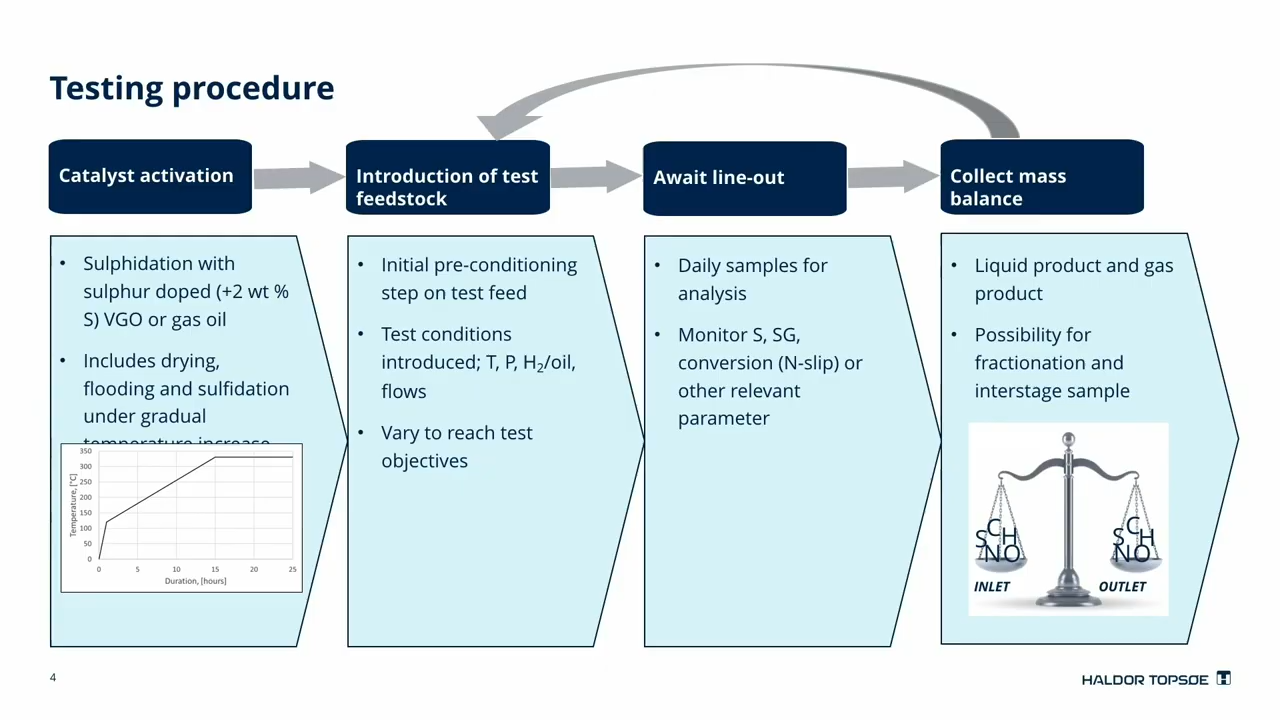 Testing procedure
Catalyst activation
Introduction of test
feedstock
Await line-out
Collect mass
balance
• Sulphidation with
sulphur doped (+2 wt %
S) VGO or gas oil
• Includes drying,
flooding and sulfidation
under gradual
temperature increase
350
300
250
200
150
100
50
0
Temperature, [°C]
0 5 10 15 20 25
Duration, [hours]
• Initial pre-conditioning
step on test feed
• Test conditions
introduced; T, P, H₂/oil,
flows
• Vary to reach test
objectives
• Daily samples for
analysis
• Monitor S, SG,
conversion (N-slip) or
other relevant
parameter
• Liquid product and gas
product
• Possibility for
fractionation and
interstage sample
S C H
N O
INLET
S C H
N O
OUTLET
4
HALDOR TOPSØE